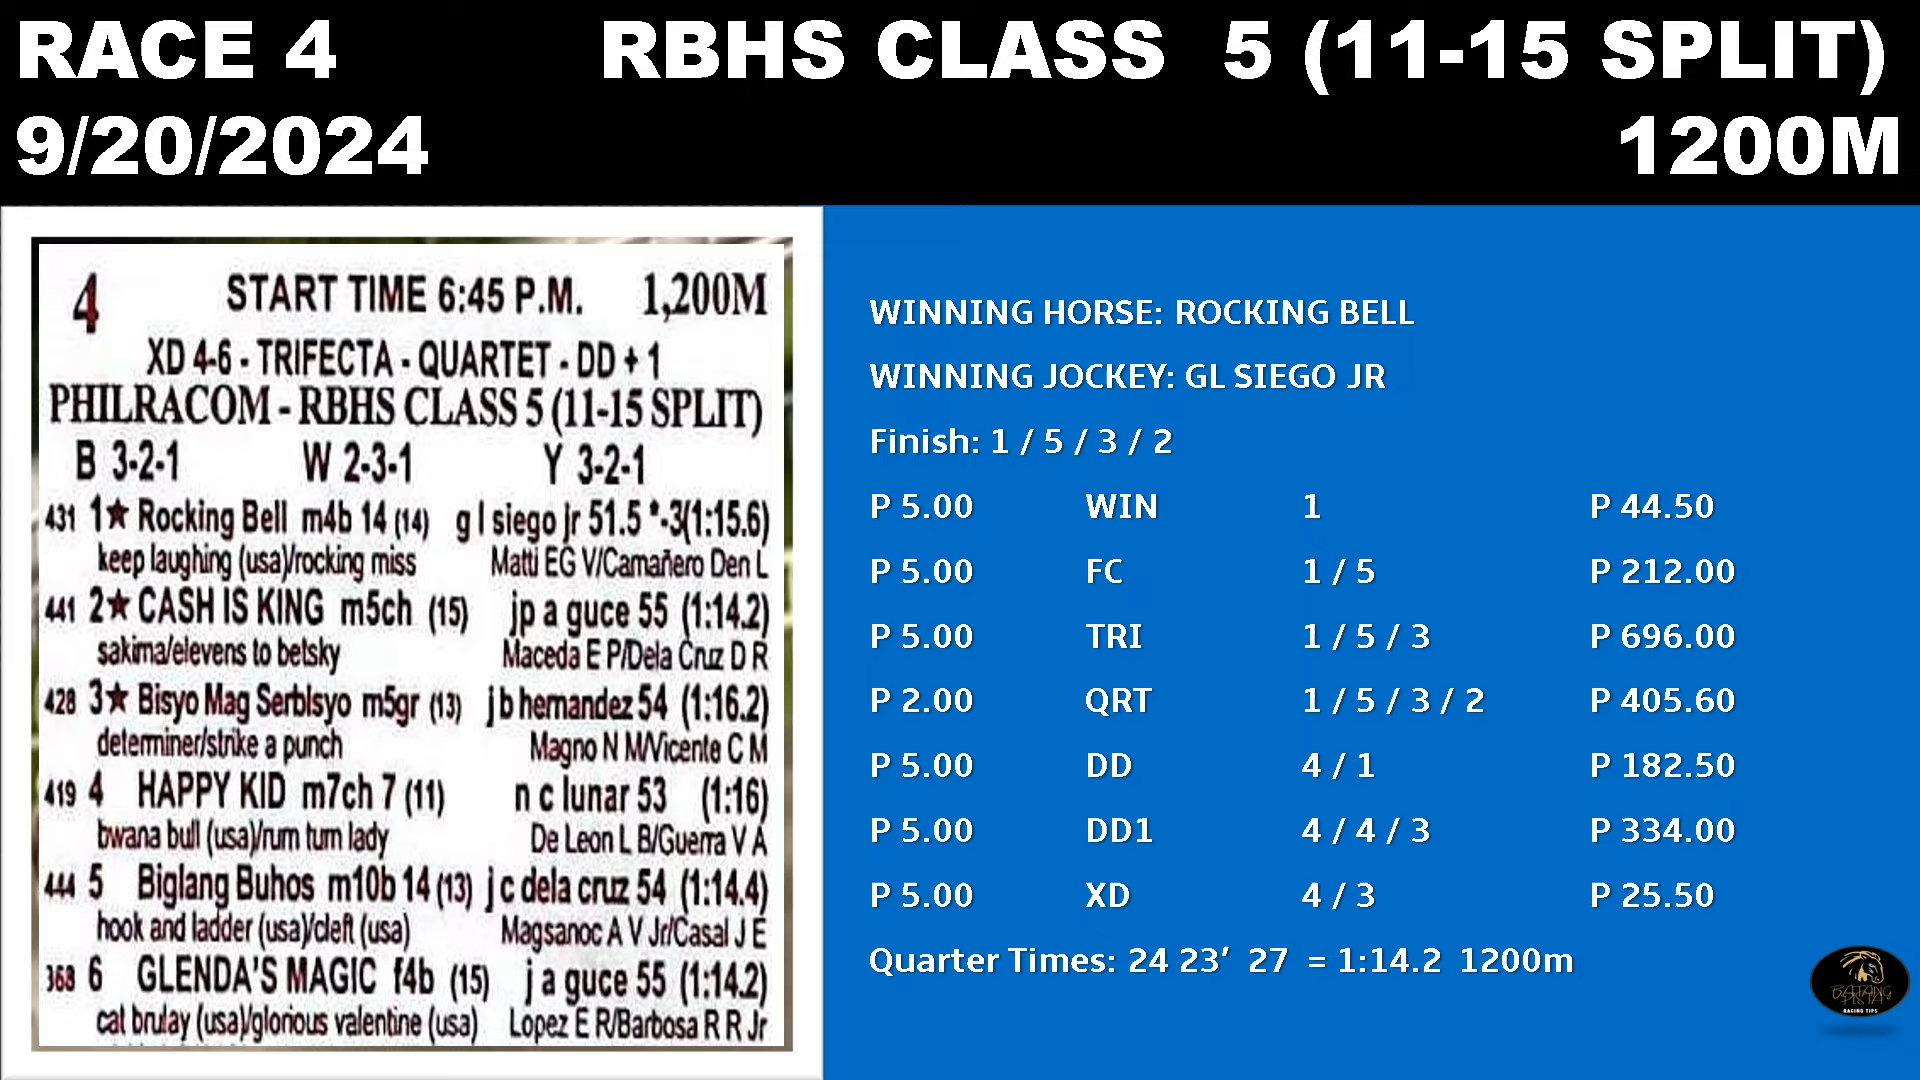 RACE 4 RBHS CLASS 5 (11-15 SPLIT)
9/20/2024 1200M
4 START TIME 6:45 P.M. 1,200M
XD 4-6 - TRIFECTA - QUARTET - DD + 1
PHILRACOM - RBHS CLASS 5 (11-15 SPLIT)
B 3-2-1 W 2-3-1 Y 3-2-1
431 1★ Rocking Bell m4b 14 (14) g l siego jr 51.5 *-3(1:15.6)
keep laughing (usa)/rocking miss Matti EG V/Camañero Den L
441 2★ CASH IS KING m5ch (15) jp a guce 55 (1:14.2)
sakima/elevens to betsky Maceda E P/Dela Cruz D R
428 3★ Bisyo Mag Serbisyo m5gr (13) j b hernandez 54 (1:16.2)
determiner/strike a punch Magno N M/Vicente C M
419 4 HAPPY KID m7ch 7 (11) n c lunar 53 (1:16)
bwana bull (usa)/rum tum lady De Leon L B/Guerra V A
444 5 Biglang Buhos m10b 14 (13) j c dela cruz 54 (1:14.4)
hook and ladder (usa)/cleft (usa) Magsanoc A V Jr/Casal J E
368 6 GLENDA'S MAGIC f4b (15) j a guce 55 (1:14.2)
cat brulay (usa)/glorious valentine (usa) Lopez E R/Barbosa R R Jr
WINNING HORSE: ROCKING BELL
WINNING JOCKEY: GL SIEGO JR
Finish: 1 / 5 / 3 / 2
P 5.00 WIN 1 P 44.50
P 5.00 FC 1 / 5 P 212.00
P 5.00 TRI 1 / 5 / 3 P 696.00
P 2.00 QRT 1 / 5 / 3 / 2 P 405.60
P 5.00 DD 4 / 1 P 182.50
P 5.00 DD1 4 / 4 / 3 P 334.00
P 5.00 XD 4 / 3 P 25.50
Quarter Times: 24 23’ 27 = 1:14.2 1200m
BATANG
PISTA
RACING TIPS